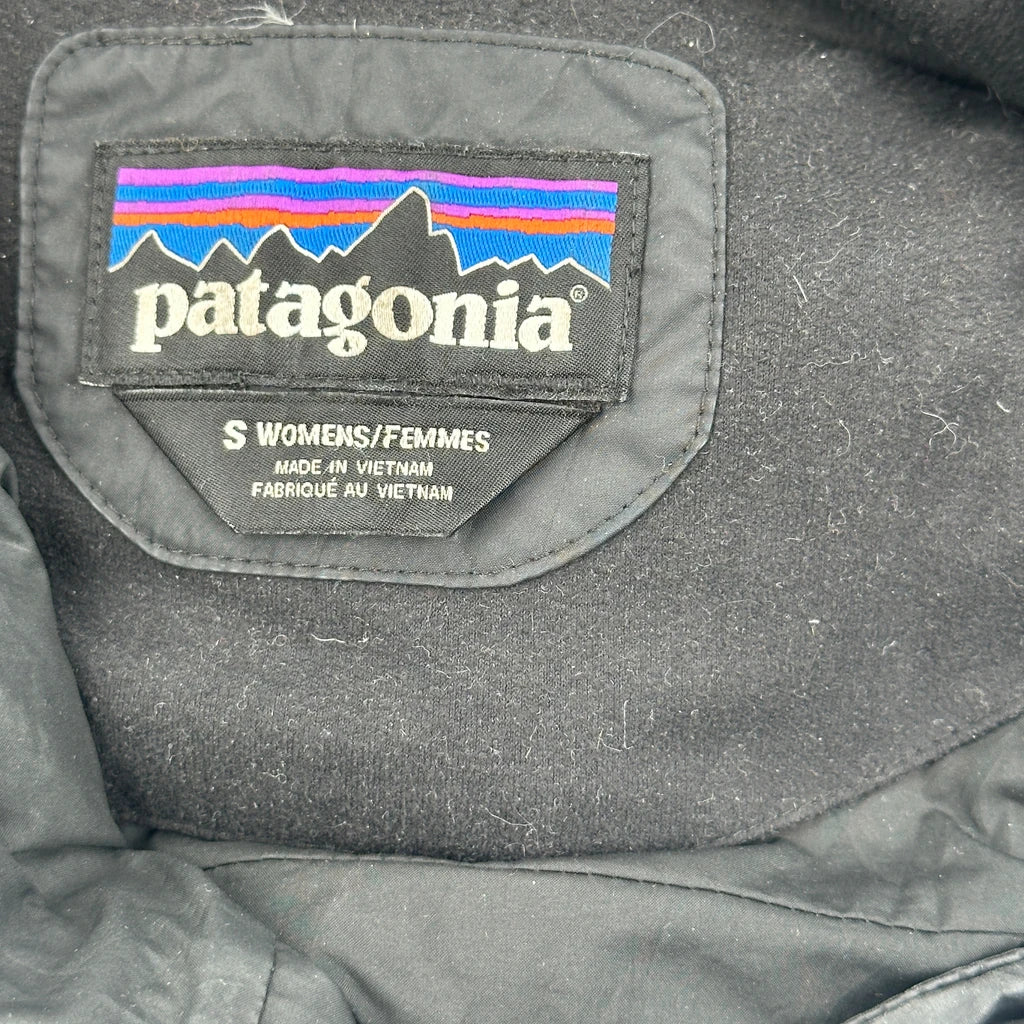 patagonia®
S WOMENS/FEMMES
MADE IN VIETNAM
FABRIQUÉ AU VIETNAM